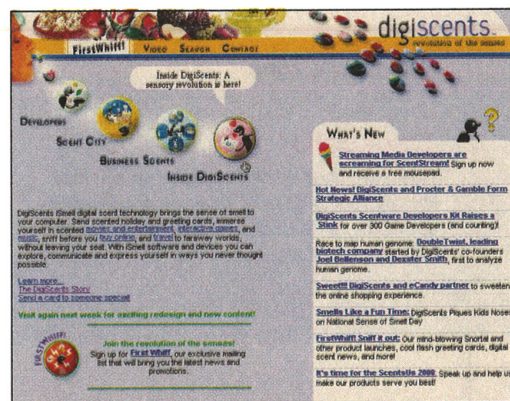 digiscents
revolution of the senses
FirstWhiff! Video Search Contact
Inside DigiScents: A
sensory revolution is here!
Developers
Scent City
Business Scents
Inside DigiScents
DigiScents iSmell digital scent technology brings the sense of smell to
your computer. Send scented holiday and greeting cards, immerse
yourself in scented movies and entertainment, interactive games, and
music, sniff before you buy online, and travel to faraway worlds,
without leaving your seat. With iSmell software and devices you can
explore, communicate and express yourself in ways you never thought
possible.
Learn more...
The DigiScents Story
Send a card to someone special!
Visit again next week for exciting redesign and new content!
FIRSTWHIFF!
Join the revolution of the senses!
Sign up for First Whiff, our exclusive mailing
list that will bring you the latest news and
promotions.
What's New
Streaming Media Developers are
screaming for ScentStream! Sign up now
and receive a free mousepad.
Hot News! DigiScents and Procter & Gamble Form
Strategic Alliance
DigiScents Scentware Developers Kit Raises a
Stink for over 300 Game Developers (and counting)!
Race to map human genome: DoubleTwist, leading
biotech company started by DigiScents' co-founders
Joel Bellenson and Dexster Smith, first to analyze
human genome.
Sweet!!! DigiScents and eCandy partner to sweeten
the online shopping experience.
Smells Like a Fun Time: DigiScents Piques Kids Noses
on National Sense of Smell Day
FirstWhiff! Sniff it out: Our mind-blowing Snortal and
other product launches, cool flash greeting cards, digital
scent news, and more!
It's time for the ScentsUs 2000. Speak up and help us
make our products serve you best!